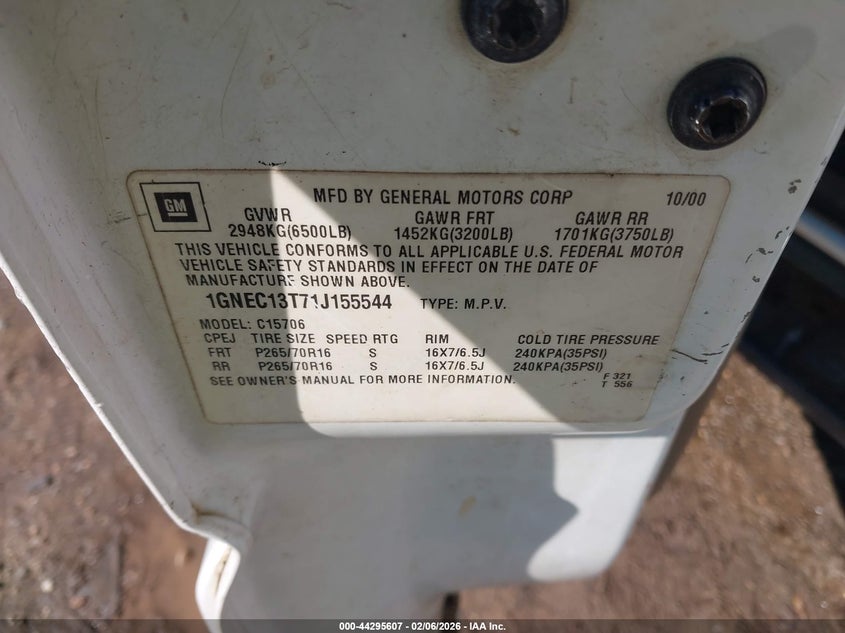 GM
MFD BY GENERAL MOTORS CORP 10/00
GVWR GAWR FRT GAWR RR
2948KG(6500LB) 1452KG(3200LB) 1701KG(3750LB)
THIS VEHICLE CONFORMS TO ALL APPLICABLE U.S. FEDERAL MOTOR
VEHICLE SAFETY STANDARDS IN EFFECT ON THE DATE OF
MANUFACTURE SHOWN ABOVE.
1GNEC13T71J155544 TYPE: M.P.V.
MODEL: C15706
CPEJ TIRE SIZE SPEED RTG RIM COLD TIRE PRESSURE
FRT P265/70R16 S 16X7/6.5J 240KPA(35PSI)
RR P265/70R16 S 16X7/6.5J 240KPA(35PSI)
SEE OWNER'S MANUAL FOR MORE INFORMATION.
F 321
T 556
000-44295607 — 02/06/2026 — IAA Inc.